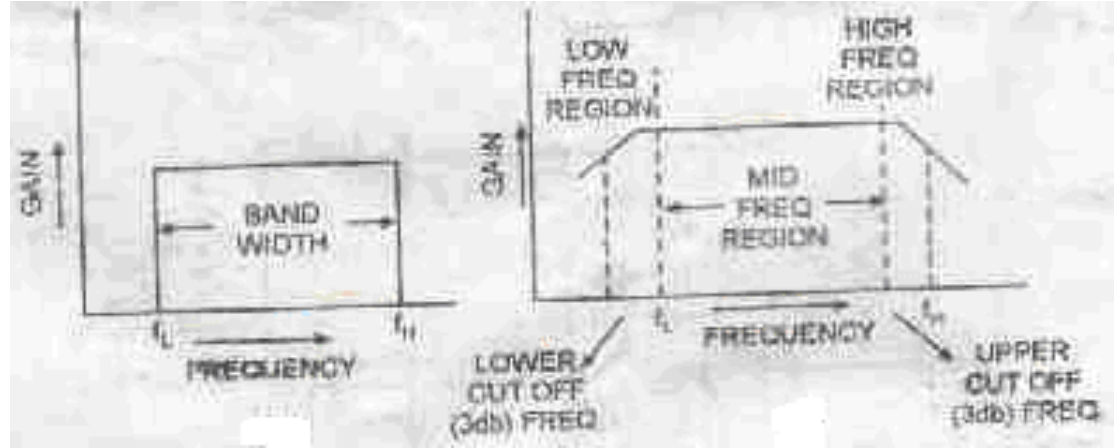 GAIN
BAND
WIDTH
fL
fH
FREQUENCY
LOW
FREQ
REGION
HIGH
FREQ
REGION
GAIN
MID
FREQ
REGION
fL
FREQUENCY
fH
LOWER
CUT OFF
(3db) FREQ
UPPER
CUT OFF
(3db) FREQ